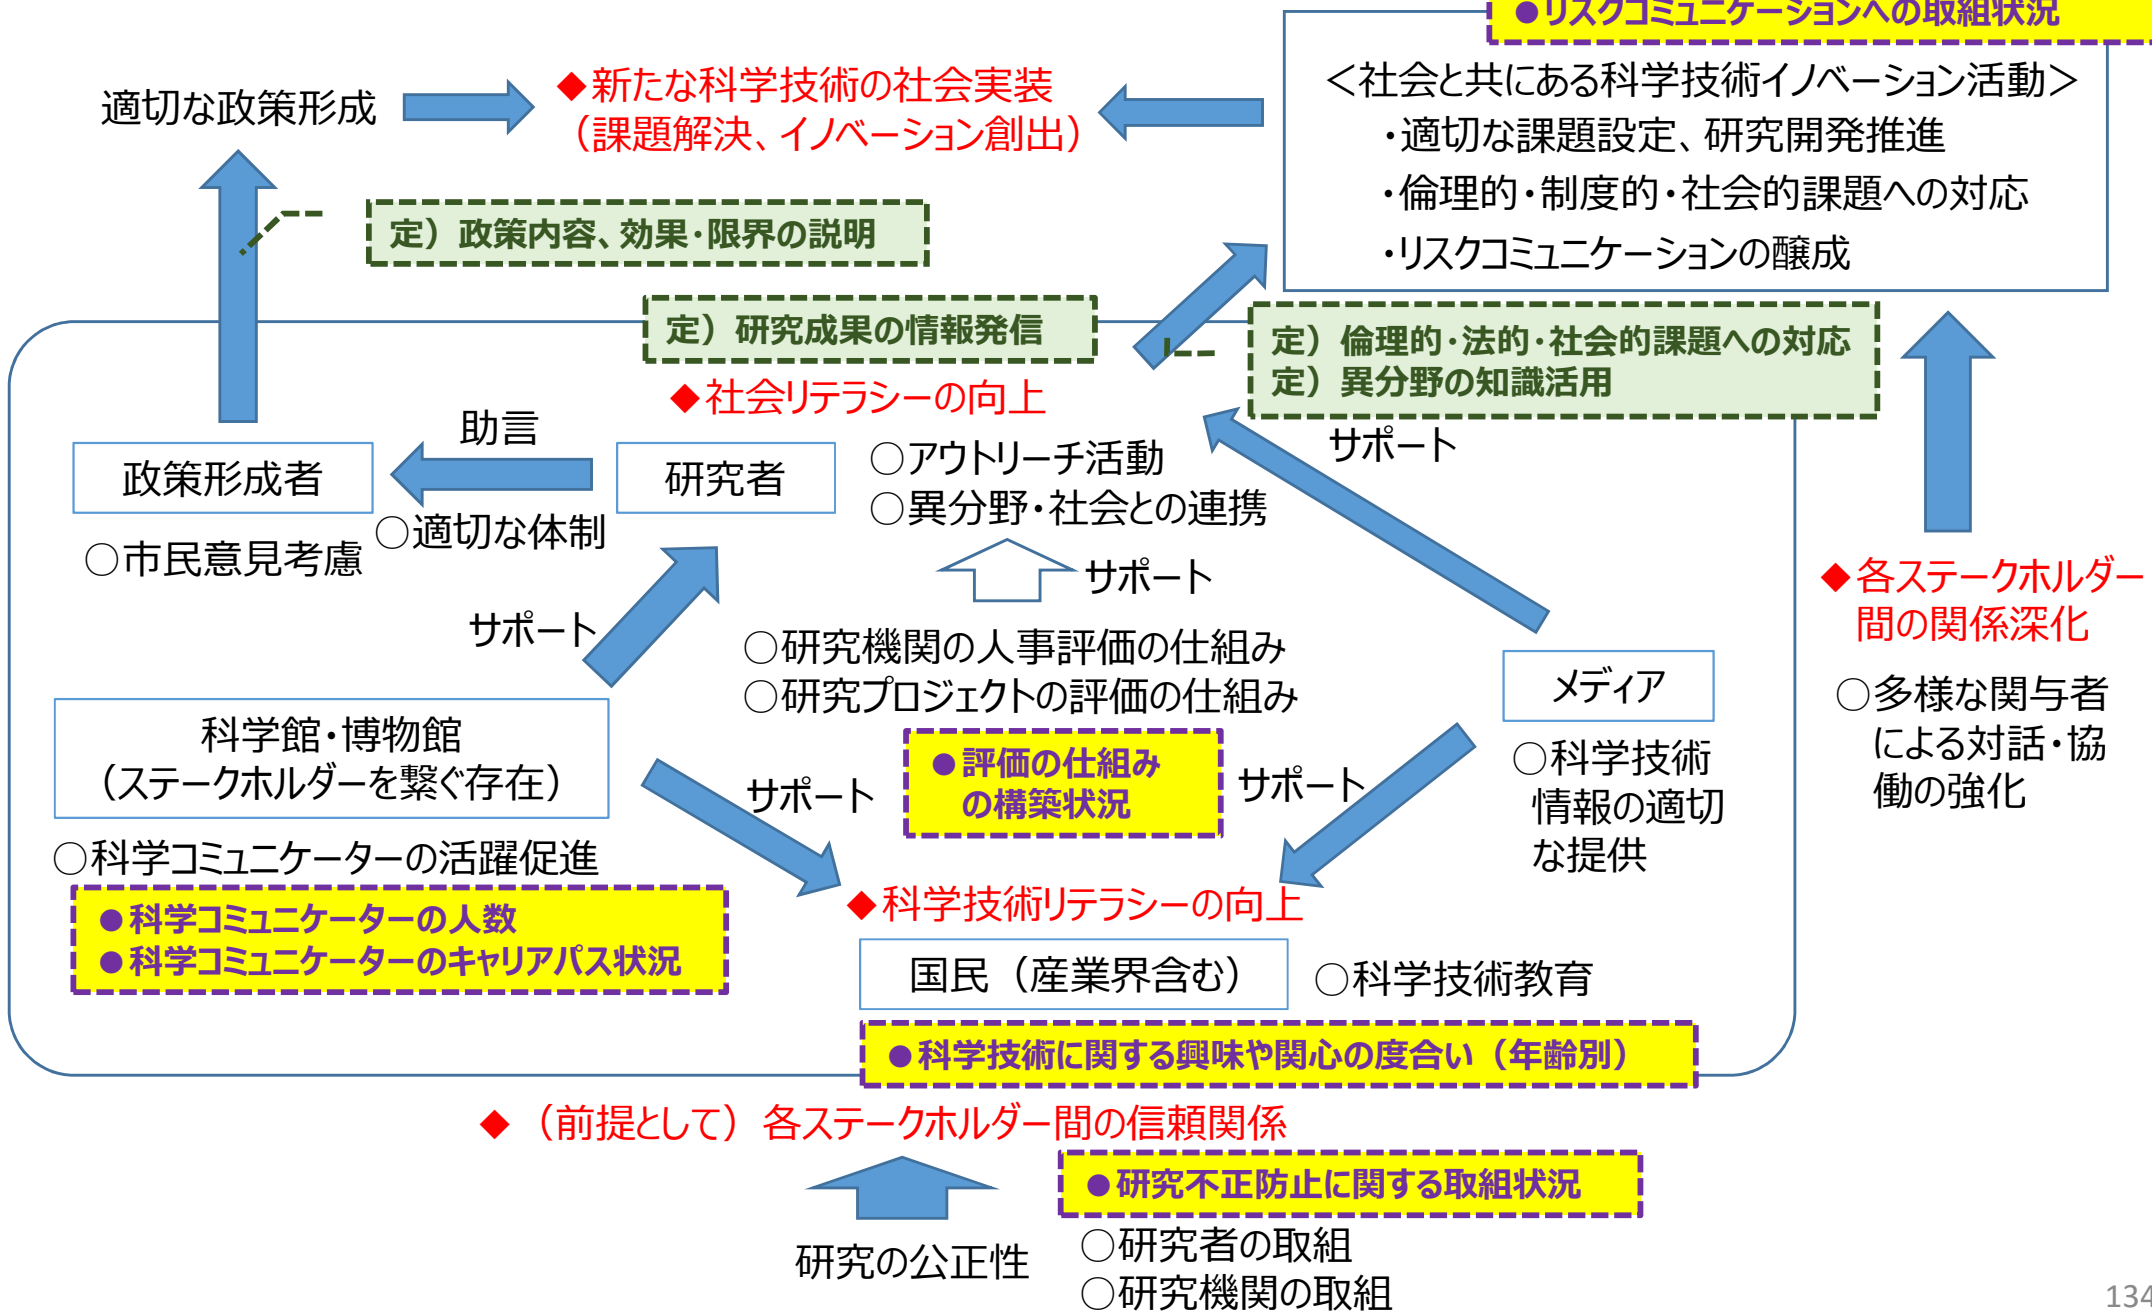 ●リスクコミュニケーションへの取組状況
適切な政策形成
◆新たな科学技術の社会実装
（課題解決、イノベーション創出）
＜社会と共にある科学技術イノベーション活動＞
・適切な課題設定、研究開発推進
・倫理的・制度的・社会的課題への対応
・リスクコミュニケーションの醸成
定）政策内容、効果・限界の説明
定）研究成果の情報発信
定）倫理的・法的・社会的課題への対応
定）異分野の知識活用
◆社会リテラシーの向上
助言
政策形成者
研究者
○アウトリーチ活動
○異分野・社会との連携
サポート
○適切な体制
○市民意見考慮
サポート
サポート
◆各ステークホルダー
間の関係深化
○研究機関の人事評価の仕組み
○研究プロジェクトの評価の仕組み
メディア
○多様な関与者
による対話・協
働の強化
科学館・博物館
（ステークホルダーを繋ぐ存在）
●評価の仕組み
の構築状況
サポート
サポート
○科学技術
情報の適切
な提供
○科学コミュニケーターの活躍促進
●科学コミュニケーターの人数
●科学コミュニケーターのキャリアパス状況
◆科学技術リテラシーの向上
国民（産業界含む）
○科学技術教育
●科学技術に関する興味や関心の度合い（年齢別）
◆（前提として）各ステークホルダー間の信頼関係
●研究不正防止に関する取組状況
研究の公正性
○研究者の取組
○研究機関の取組
134